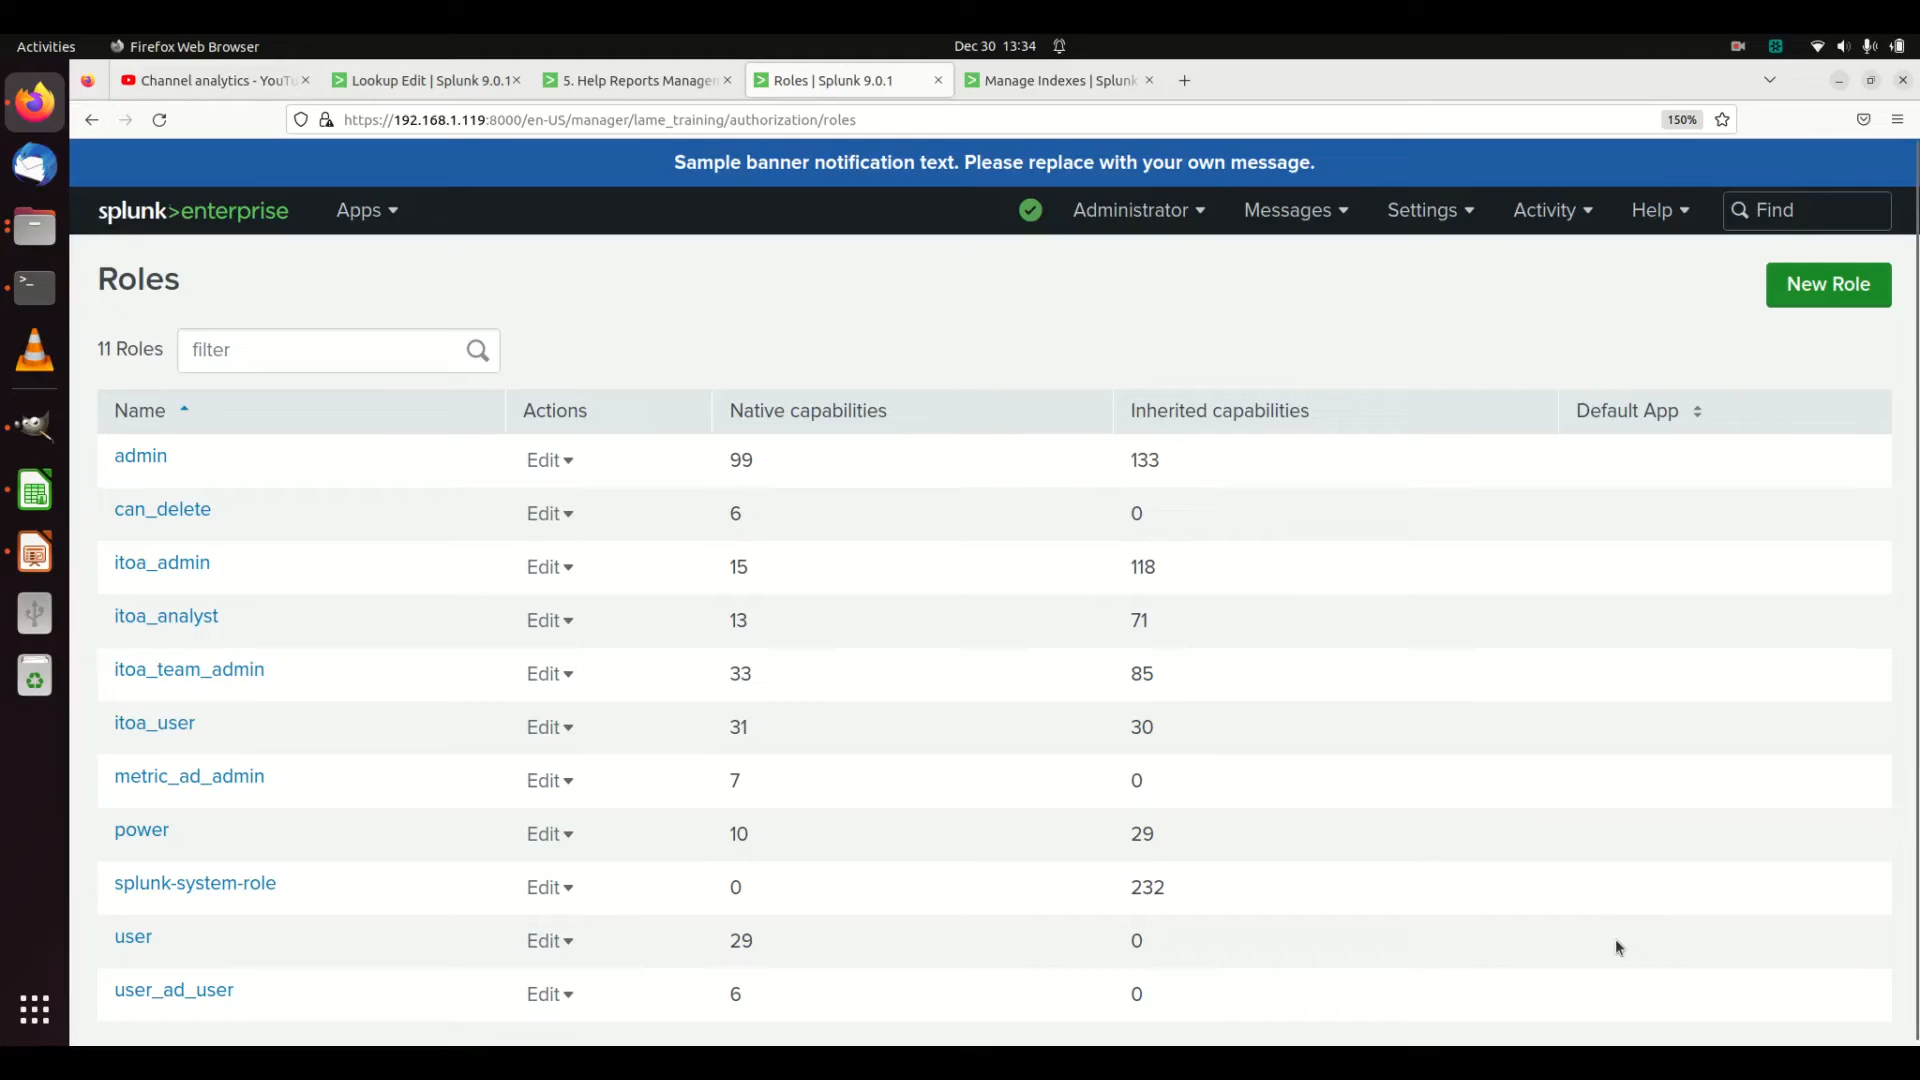 Activities
Firefox Web Browser
Dec 30 13:34
Channel analytics - YouTu
Lookup Edit | Splunk 9.0.1
5. Help Reports Managem
Roles | Splunk 9.0.1
Manage Indexes | Splunk
https://192.168.1.119:8000/en-US/manager/lame_training/authorization/roles
150%
Sample banner notification text. Please replace with your own message.
splunk>enterprise
Apps
Administrator
Messages
Settings
Activity
Help
Find
Roles
New Role
11 Roles
filter
Name Actions Native capabilities Inherited capabilities Default App
admin Edit 99 133
can_delete Edit 6 0
itoa_admin Edit 15 118
itoa_analyst Edit 13 71
itoa_team_admin Edit 33 85
itoa_user Edit 31 30
metric_ad_admin Edit 7 0
power Edit 10 29
splunk-system-role Edit 0 232
user Edit 29 0
user_ad_user Edit 6 0